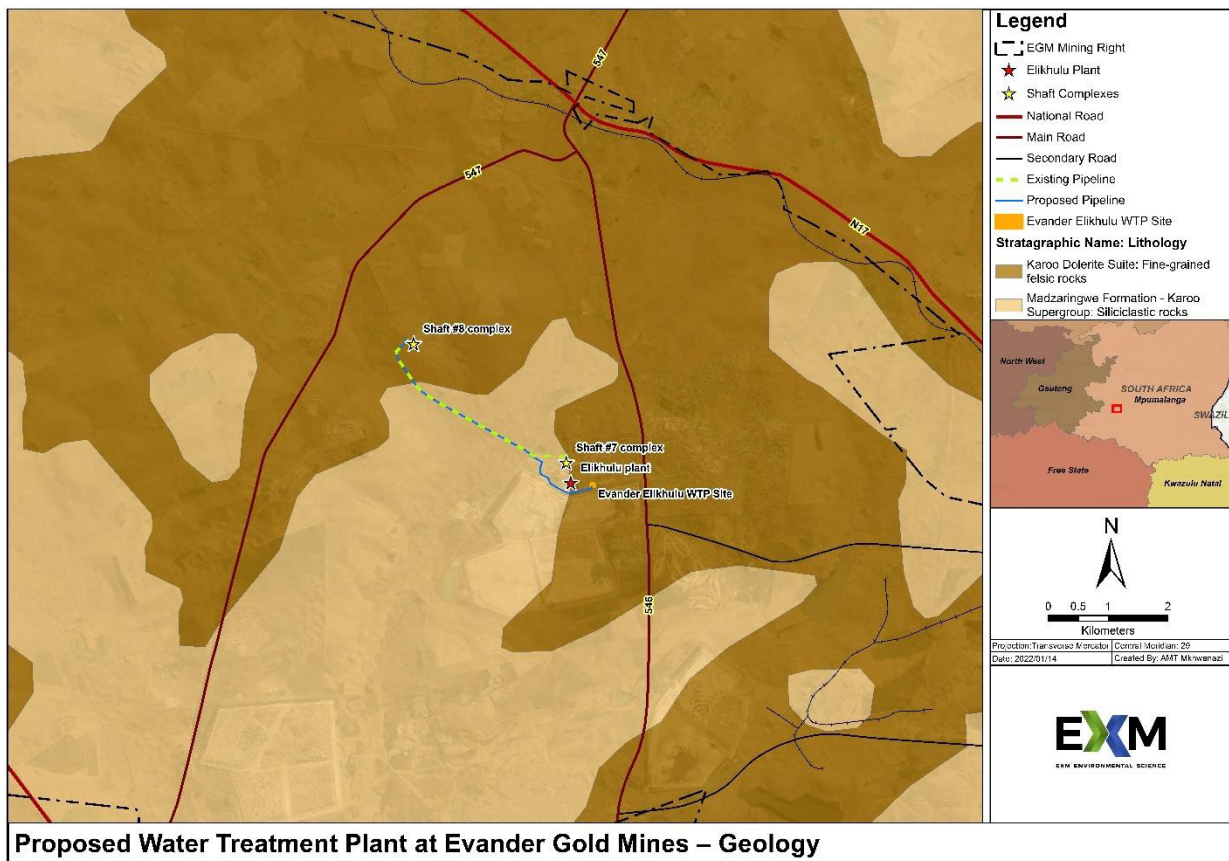 547
547
N17
Shaft #8 complex
Shaft #7 complex
Elikhulu plant
Evander Elikhulu WTP Site
546
Legend
EGM Mining Right
Elikhulu Plant
Shaft Complexes
National Road
Main Road
Secondary Road
Existing Pipeline
Proposed Pipeline
Evander Elikhulu WTP Site
Stratagraphic Name: Lithology
Karoo Dolerite Suite: Fine-grained
felsic rocks
Madzaringwe Formation - Karoo
Supergroup: Siliciclastic rocks
North West
Gauteng
SOUTH AFRICA
Mpumalanga
SWAZIL
Free State
Kwazulu Natal
N
0 0.5 1 2
Kilometers
Projection:Transverse Mercator Central Meridian: 29
Date: 2022/01/14 Created By: AMT Mkhwanazi
EXM
EXM ENVIRONMENTAL SCIENCE
Proposed Water Treatment Plant at Evander Gold Mines – Geology